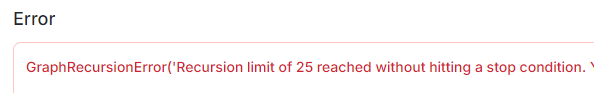 Error
GraphRecursionError('Recursion limit of 25 reached without hitting a stop condition.